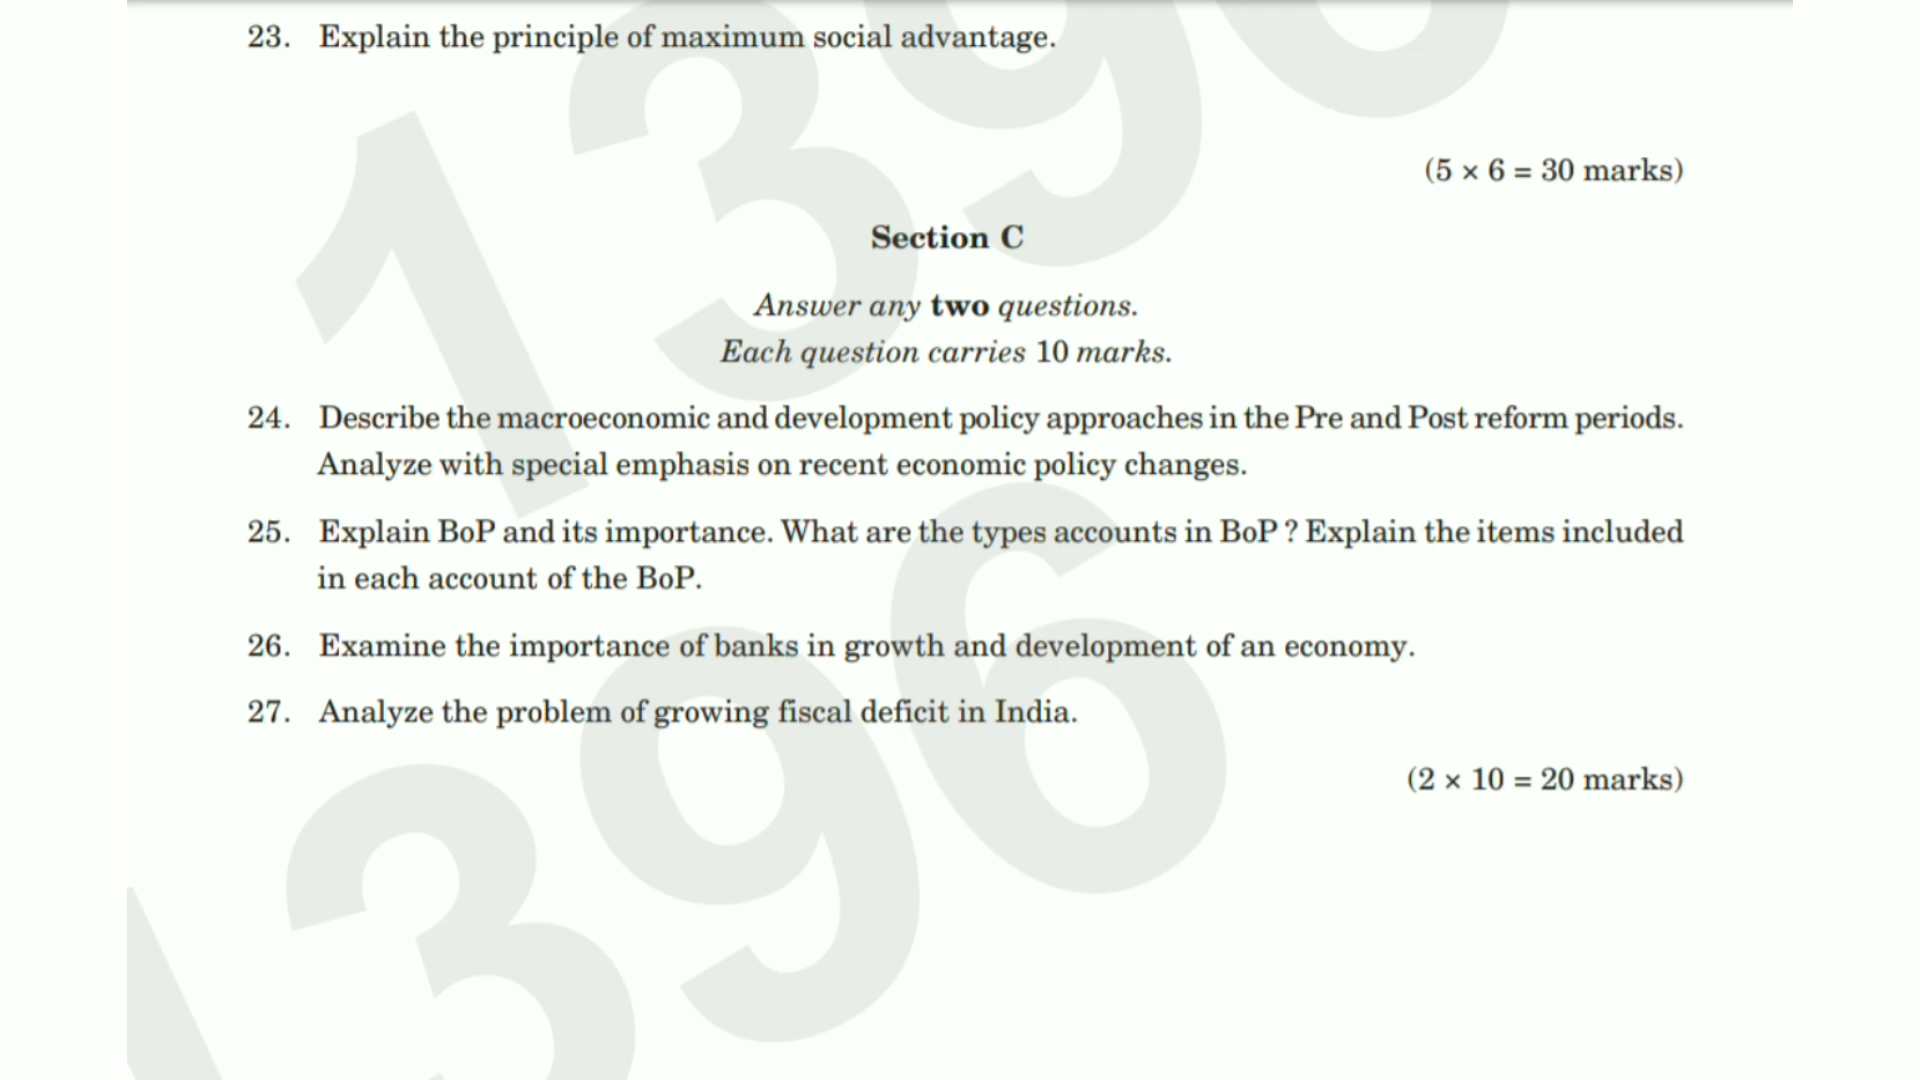 23. Explain the principle of maximum social advantage.
(5 × 6 = 30 marks)
Section C
Answer any two questions.
Each question carries 10 marks.
24. Describe the macroeconomic and development policy approaches in the Pre and Post reform periods.
Analyze with special emphasis on recent economic policy changes.
25. Explain BoP and its importance. What are the types accounts in BoP ? Explain the items included
in each account of the BoP.
26. Examine the importance of banks in growth and development of an economy.
27. Analyze the problem of growing fiscal deficit in India.
(2 × 10 = 20 marks)
1396
1396